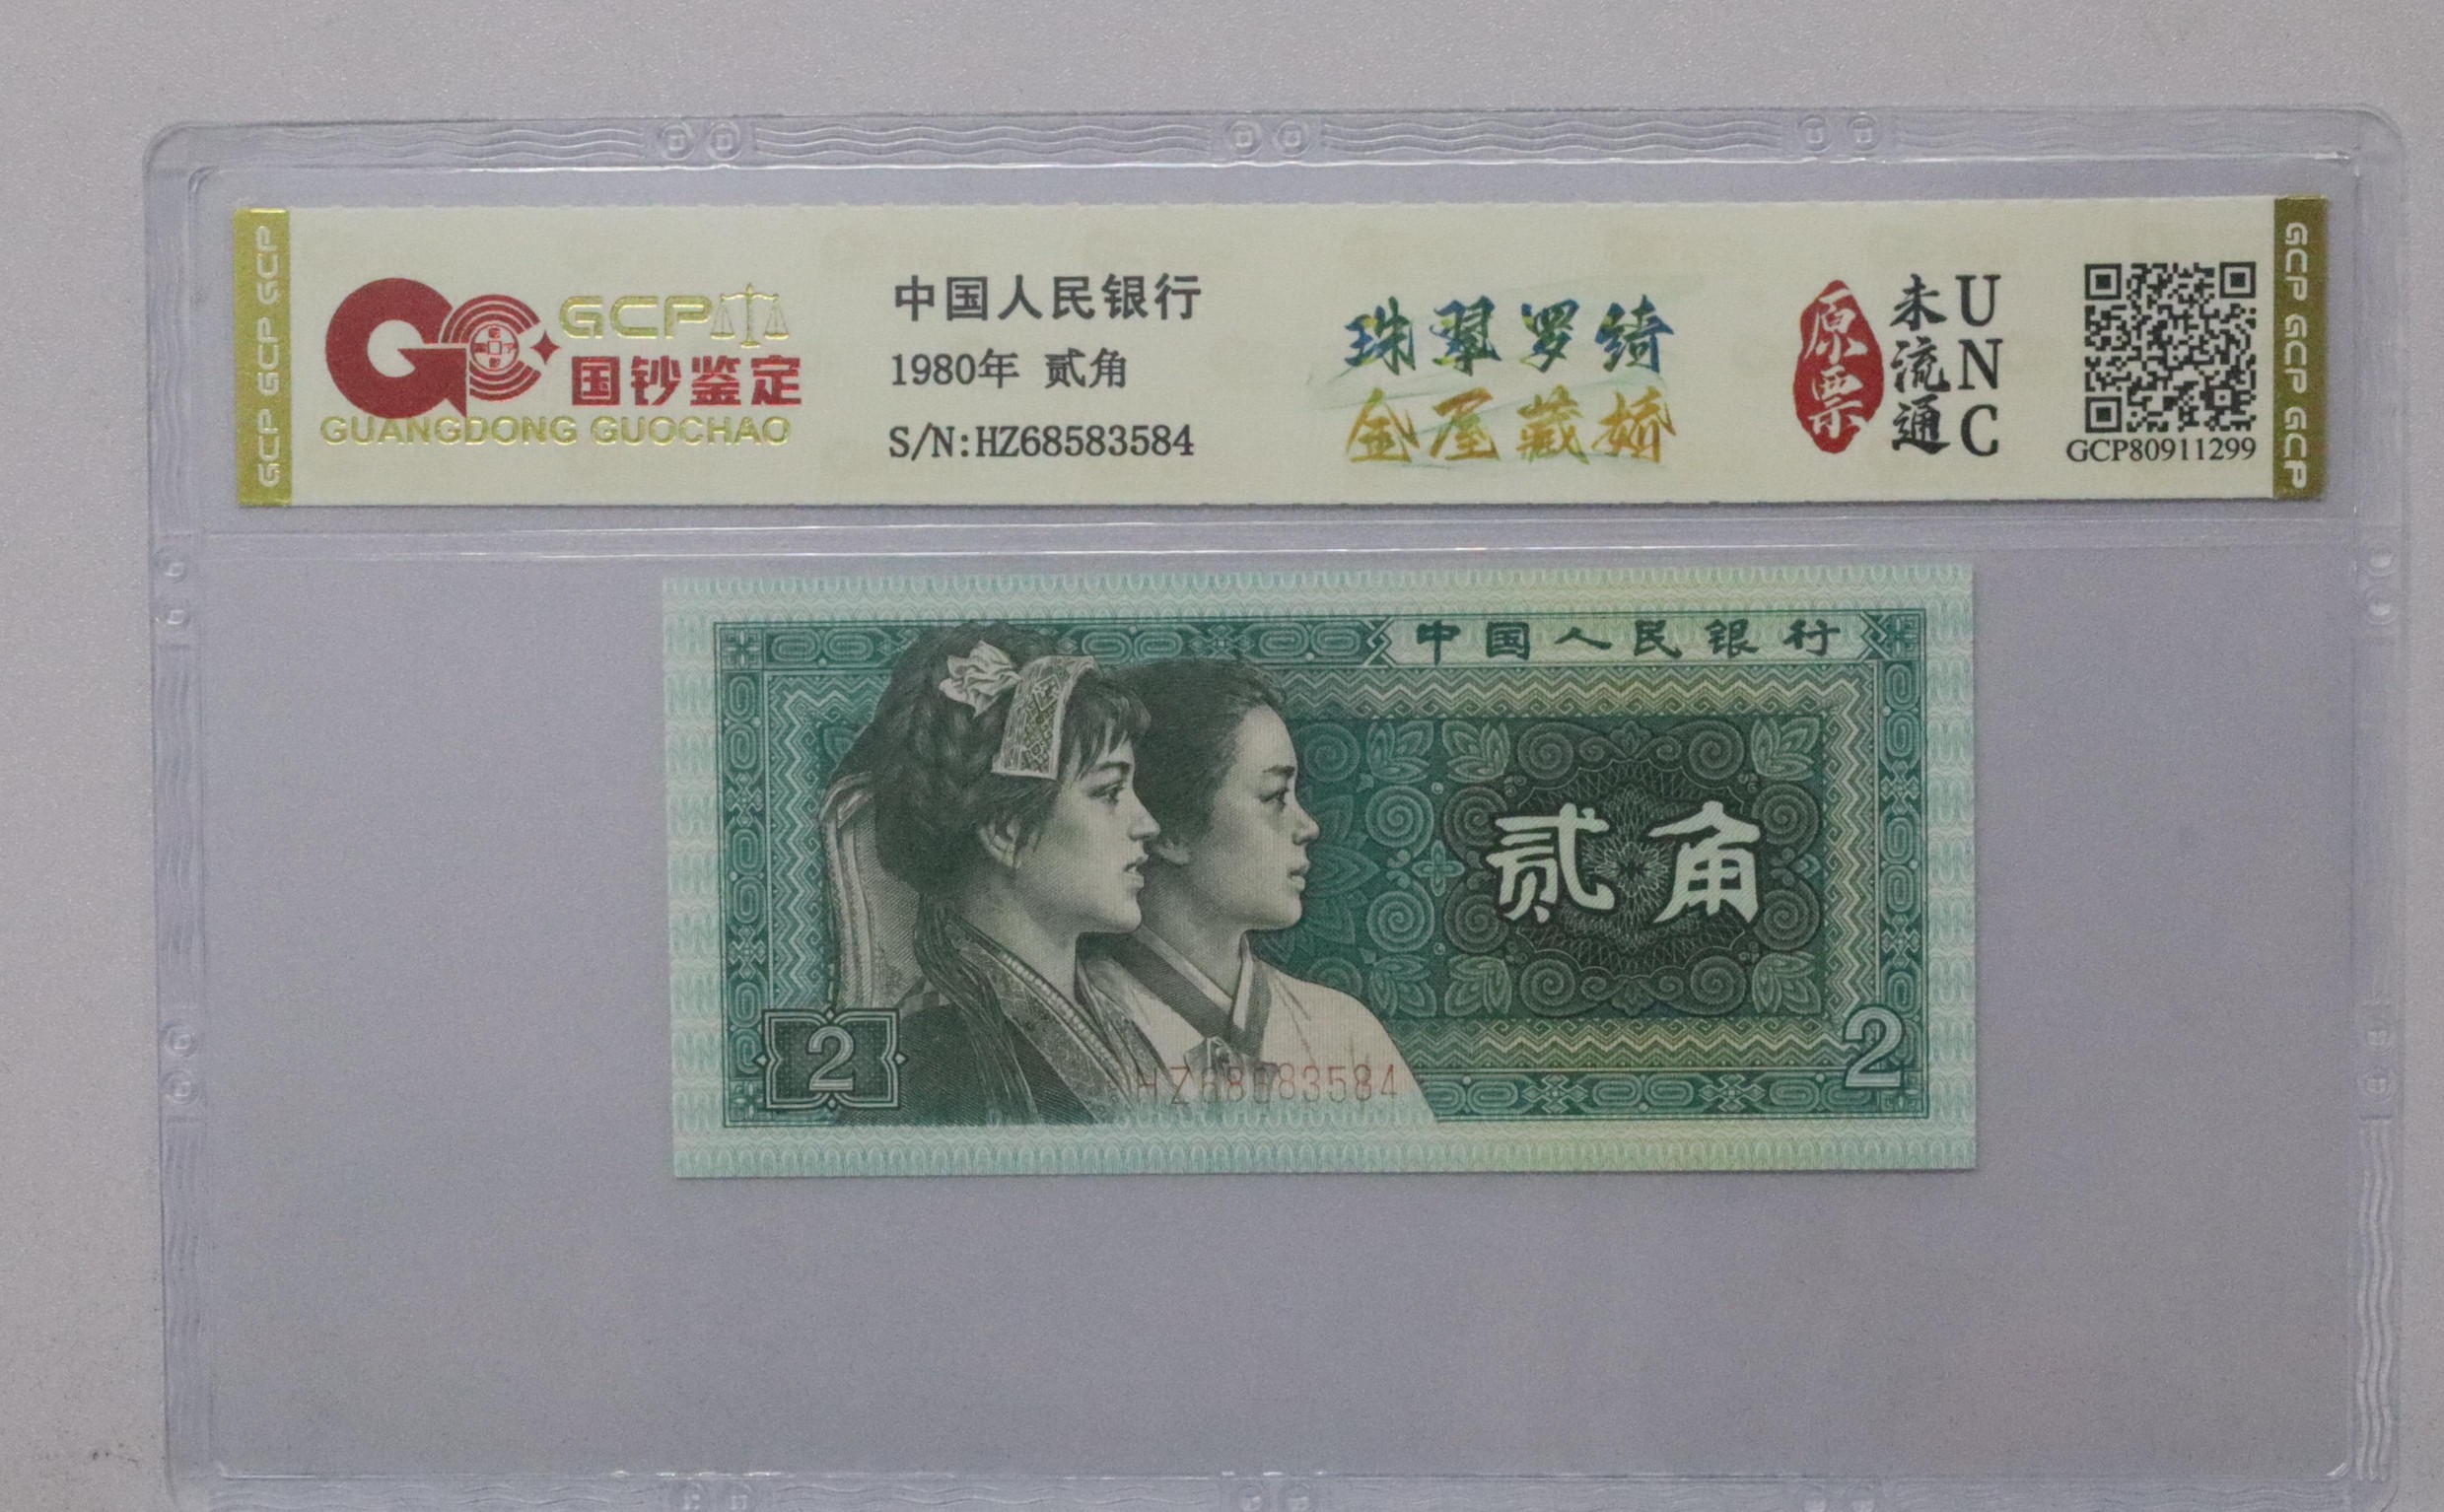 GCP GCP GCP
GCP
国钞鉴定
GUANGDONG GUOCHAO
中国人民银行
1980年 贰角
S/N:HZ68583584
珠翠罗绮
金屋藏娇
原票
未流通
UNC
GCP80911299
GCP GCP GCP
中国人民银行
贰角
2
HZ68583584
2